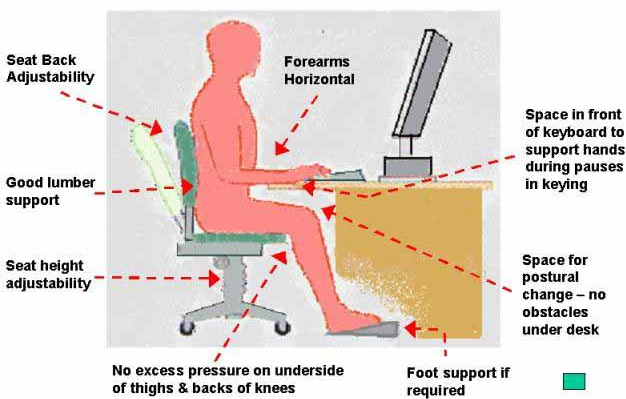 Seat Back
Adjustability
Forearms
Horizontal
Space in front
of keyboard to
support hands
during pauses
in keying
Good lumber
support
Seat height
adjustability
Space for
postural
change – no
obstacles
under desk
No excess pressure on underside
of thighs & backs of knees
Foot support if
required